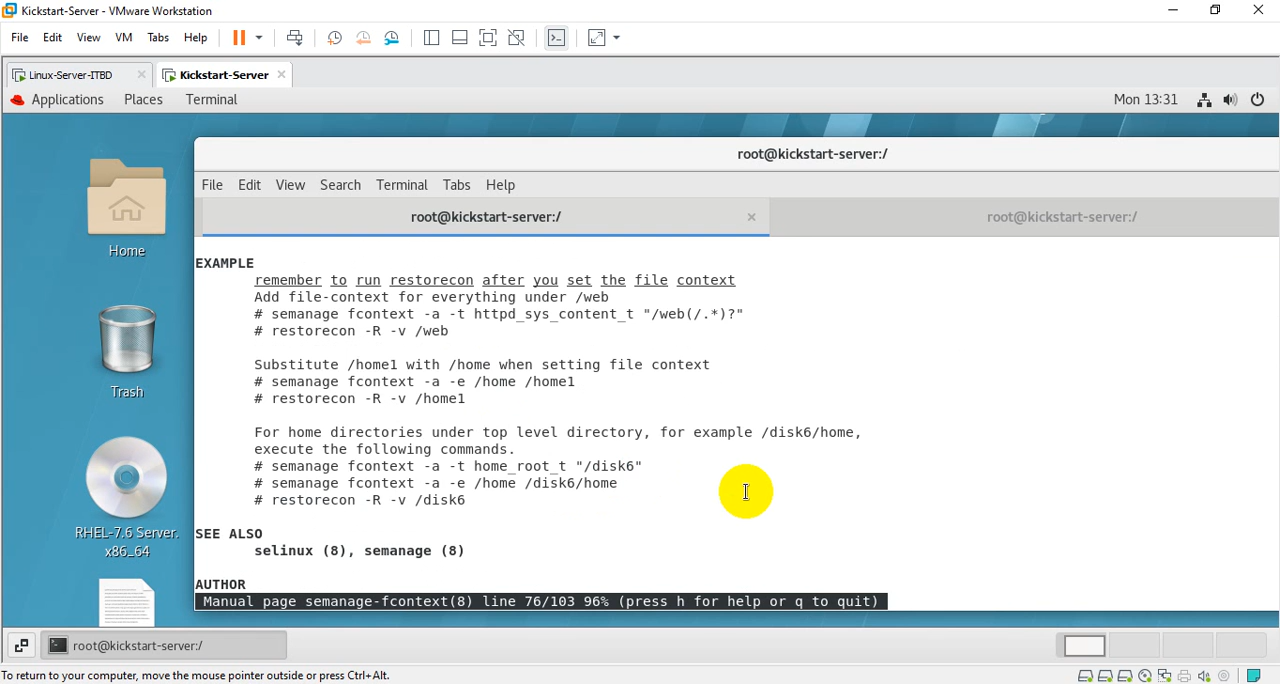 Kickstart-Server - VMware Workstation
File Edit View VM Tabs Help
Linux-Server-ITBD Kickstart-Server
Applications Places Terminal Mon 13:31
root@kickstart-server:/
File Edit View Search Terminal Tabs Help
root@kickstart-server:/ root@kickstart-server:/
Home
Trash
RHEL-7.6 Server.
x86_64
EXAMPLE
remember to run restorecon after you set the file context
Add file-context for everything under /web
# semanage fcontext -a -t httpd_sys_content_t "/web(/.*)?"
# restorecon -R -v /web
Substitute /home1 with /home when setting file context
# semanage fcontext -a -e /home /home1
# restorecon -R -v /home1
For home directories under top level directory, for example /disk6/home,
execute the following commands.
# semanage fcontext -a -t home_root_t "/disk6"
# semanage fcontext -a -e /home /disk6/home
# restorecon -R -v /disk6
SEE ALSO
selinux (8), semanage (8)
AUTHOR
Manual page semanage-fcontext(8) line 76/103 96% (press h for help or q to quit)
root@kickstart-server:/
To return to your computer, move the mouse pointer outside or press Ctrl+Alt.